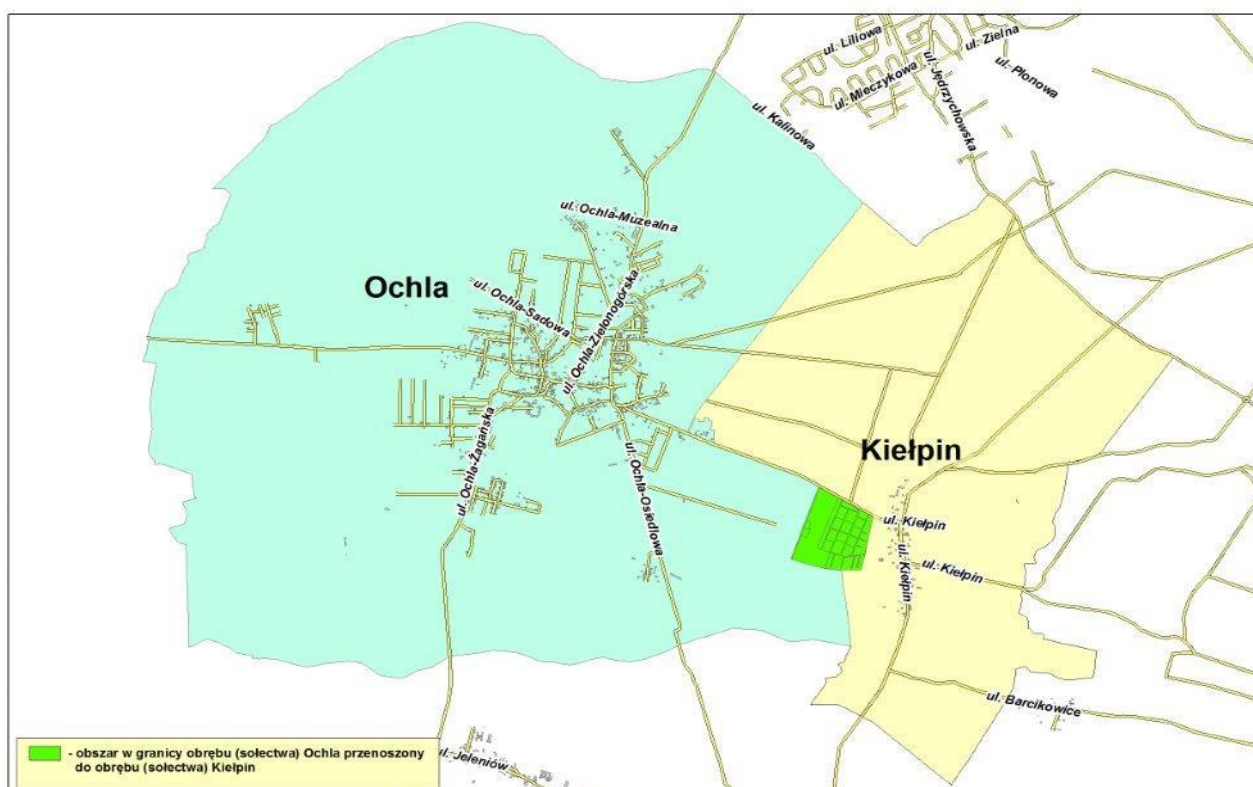 ul. Liliowa
ul. Zielna
ul. Mieczykowa
ul. Jędrzychowska
ul. Plonowa
ul. Kalinowa
ul. Ochla-Muzealna
Ochla
ul. Ochla-Sadowa
ul. Ochla-Zielonogórska
ul. Ochla-Żagańska
ul. Ochla-Osiedlowa
Kiełpin
ul. Kiełpin
ul. Kiełpin
ul. Kiełpin
ul. Barcikowice
ul. Jeleniów
- obszar w granicy obrębu (sołectwa) Ochla przenoszony
do obrębu (sołectwa) Kiełpin